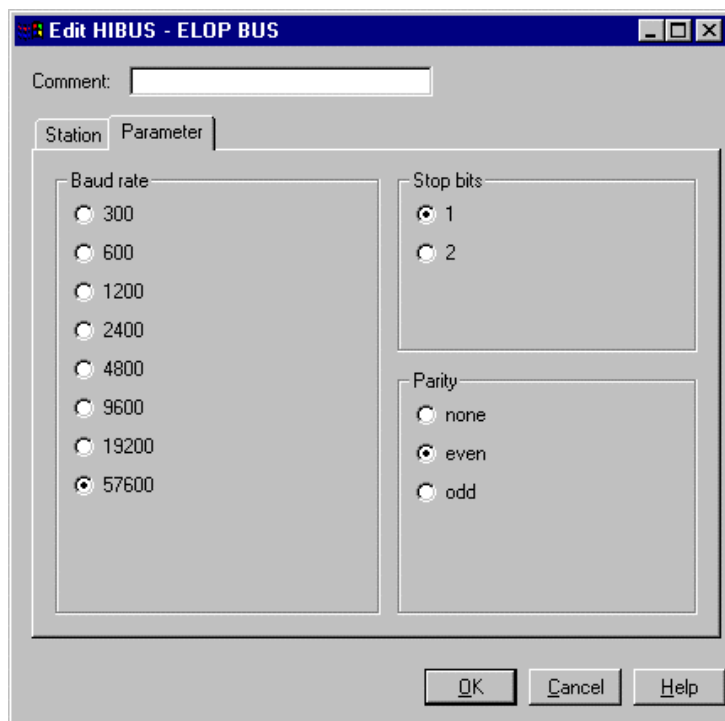 Edit HIBUS - ELOP BUS
Comment:
Station Parameter
Baud rate
300
600
1200
2400
4800
9600
19200
57600
Stop bits
1
2
Parity
none
even
odd
OK Cancel Help